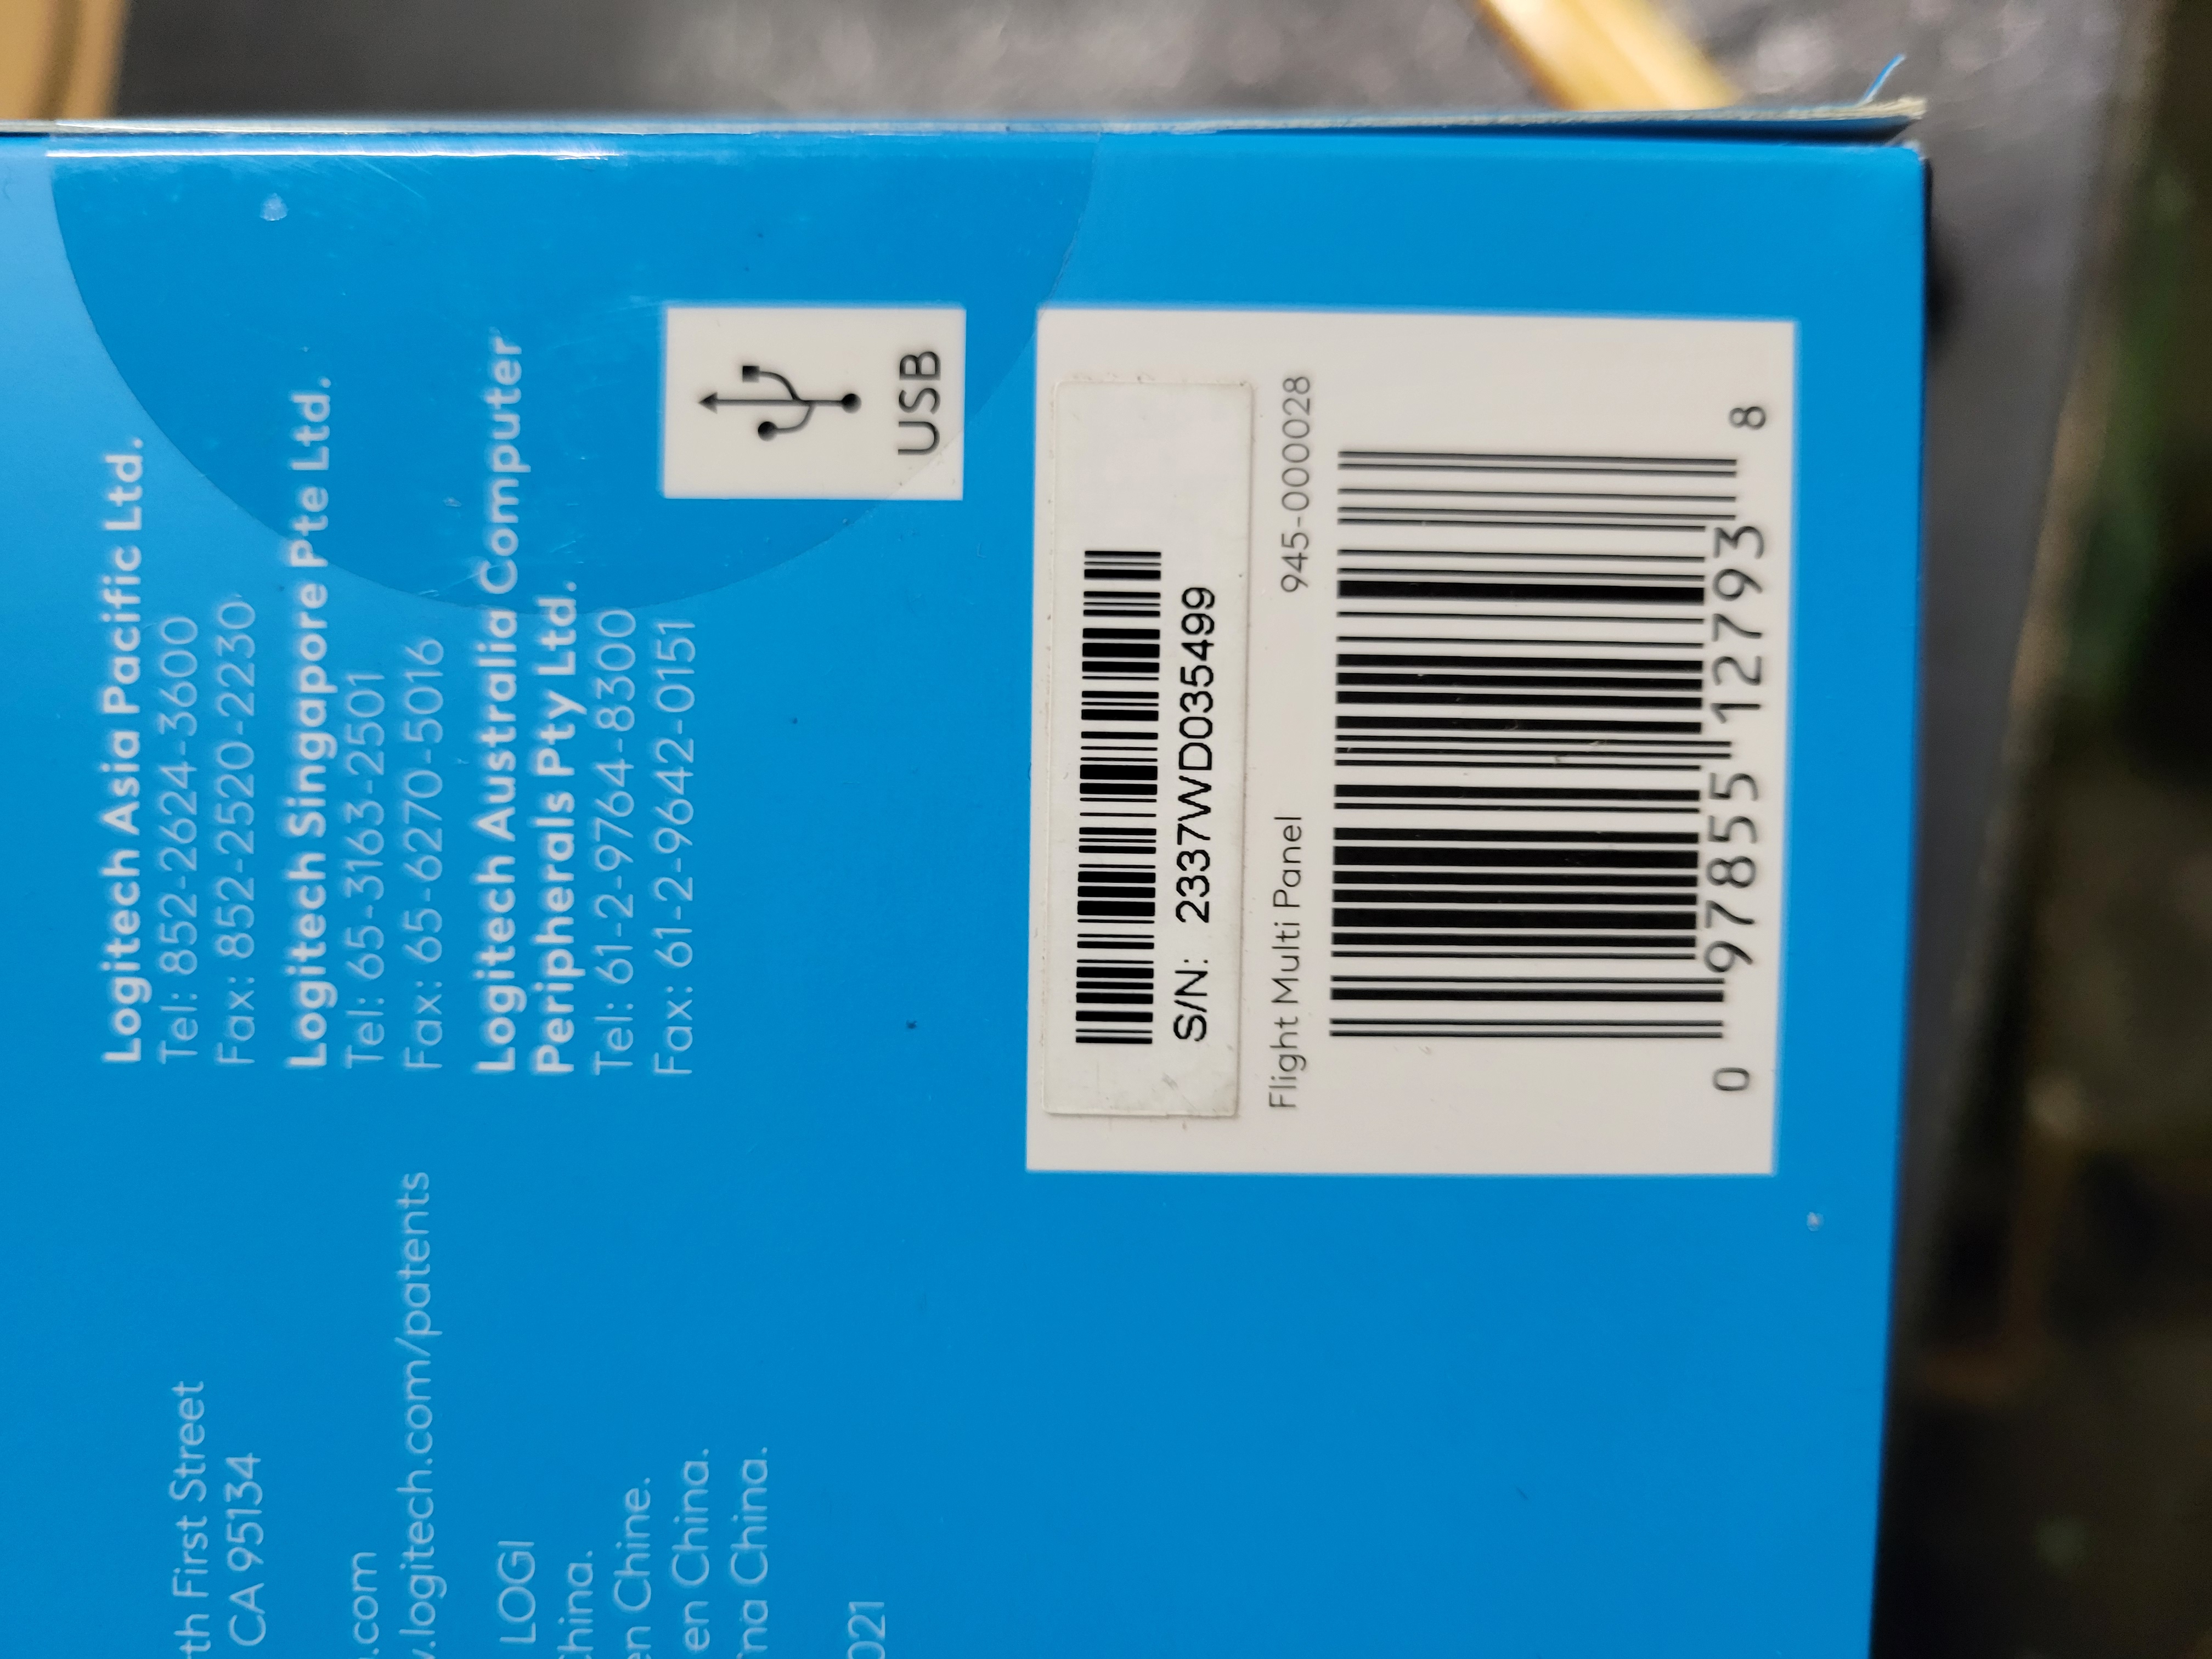 Logitech Asia Pacific Ltd.
Tel: 852-2624-3600
Fax: 852-2520-2230
Logitech Singapore Pte Ltd.
Tel: 65-3163-2501
Fax: 65-6270-5016
Logitech Australia Computer
Peripherals Pty Ltd.
Tel: 61-2-9764-8300
Fax: 61-2-9642-0151
USB
S/N: 2337WD035499
Flight Multi Panel 945-000028
0 97855 12793 8
th First Street
CA 95134
.com
.logitech.com/patents
LOGI
China.
en Chine.
en China.
na China.
021